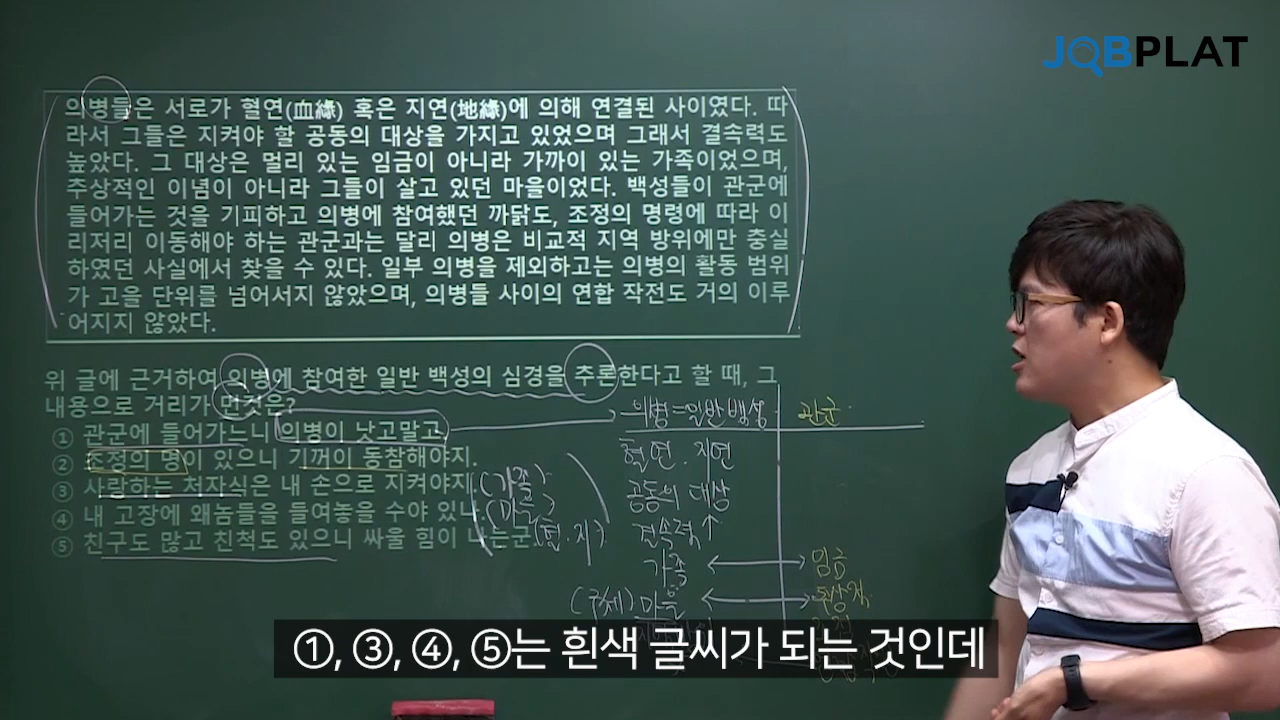 JOBPLAT
의병들은 서로가 혈연(血緣) 혹은 지연(地緣)에 의해 연결된 사이였다. 따
라서 그들은 지켜야 할 공동의 대상을 가지고 있었으며 그래서 결속력도
높았다. 그 대상은 멀리 있는 임금이 아니라 가까이 있는 가족이었으며,
추상적인 이념이 아니라 그들이 살고 있던 마을이었다. 백성들이 관군에
들어가는 것을 기피하고 의병에 참여했던 까닭도, 조정의 명령에 따라 이
리저리 이동해야 하는 관군과는 달리 의병은 비교적 지역 방위에만 충실
하였던 사실에서 찾을 수 있다. 일부 의병을 제외하고는 의병의 활동 범위
가 고을 단위를 넘어서지 않았으며, 의병들 사이의 연합 작전도 거의 이루
어지지 않았다.
위 글에 근거하여 의병에 참여한 일반 백성의 심경을 추론한다고 할 때, 그
내용으로 거리가 먼것은?
① 관군에 들어가느니 의병이 낫고말고.
② 조정의 명이 있으니 기꺼이 동참해야지.
③ 사랑하는 처자식은 내 손으로 지켜야지
④ 내 고장에 왜놈들을 들여놓을 수야 있나.
⑤ 친구도 많고 친척도 있으니 싸울 힘이 나는군.
의병=일반백성 관군
혈연.지연
(가족) 공동의 대상
(마을)
(혈.지) 결속력↑
가족 ↔ 임금
(구체) 마을 ↔ 추상적
①, ③, ④, ⑤는 흰색 글씨가 되는 것인데